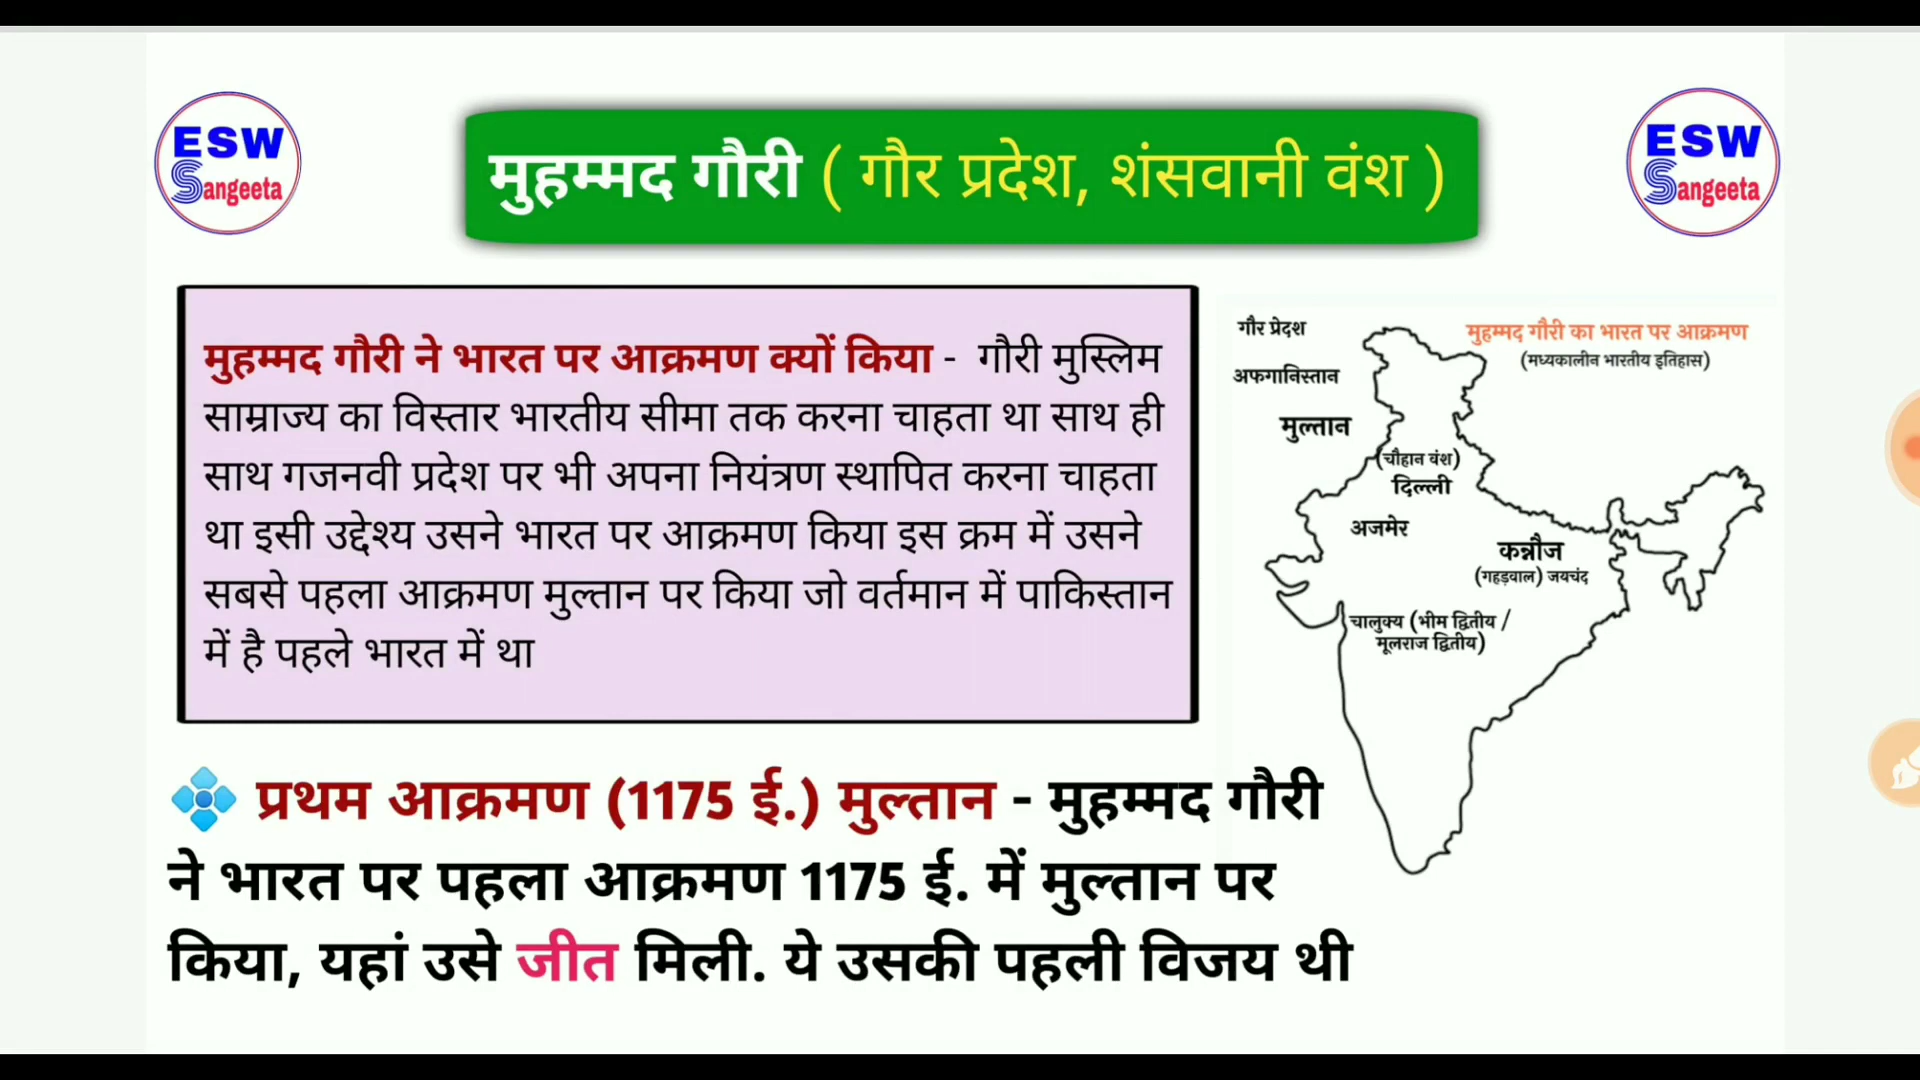 ESW
Sangeeta
मुहम्मद गौरी ( गौर प्रदेश, शंसवानी वंश )
ESW
Sangeeta
मुहम्मद गौरी ने भारत पर आक्रमण क्यों किया - गौरी मुस्लिम
साम्राज्य का विस्तार भारतीय सीमा तक करना चाहता था साथ ही
साथ गजनवी प्रदेश पर भी अपना नियंत्रण स्थापित करना चाहता
था इसी उद्देश्य उसने भारत पर आक्रमण किया इस क्रम में उसने
सबसे पहला आक्रमण मुल्तान पर किया जो वर्तमान में पाकिस्तान
में है पहले भारत में था
गौर प्रेदश
मुहम्मद गौरी का भारत पर आक्रमण
(मध्यकालीन भारतीय इतिहास)
अफगानिस्तान
मुल्तान
(चौहान वंश)
दिल्ली
अजमेर
कन्नौज
(गहड़वाल) जयचंद
चालुक्य (भीम द्वितीय /
मूलराज द्वितीय)
प्रथम आक्रमण (1175 ई.) मुल्तान - मुहम्मद गौरी
ने भारत पर पहला आक्रमण 1175 ई. में मुल्तान पर
किया, यहां उसे जीत मिली. ये उसकी पहली विजय थी